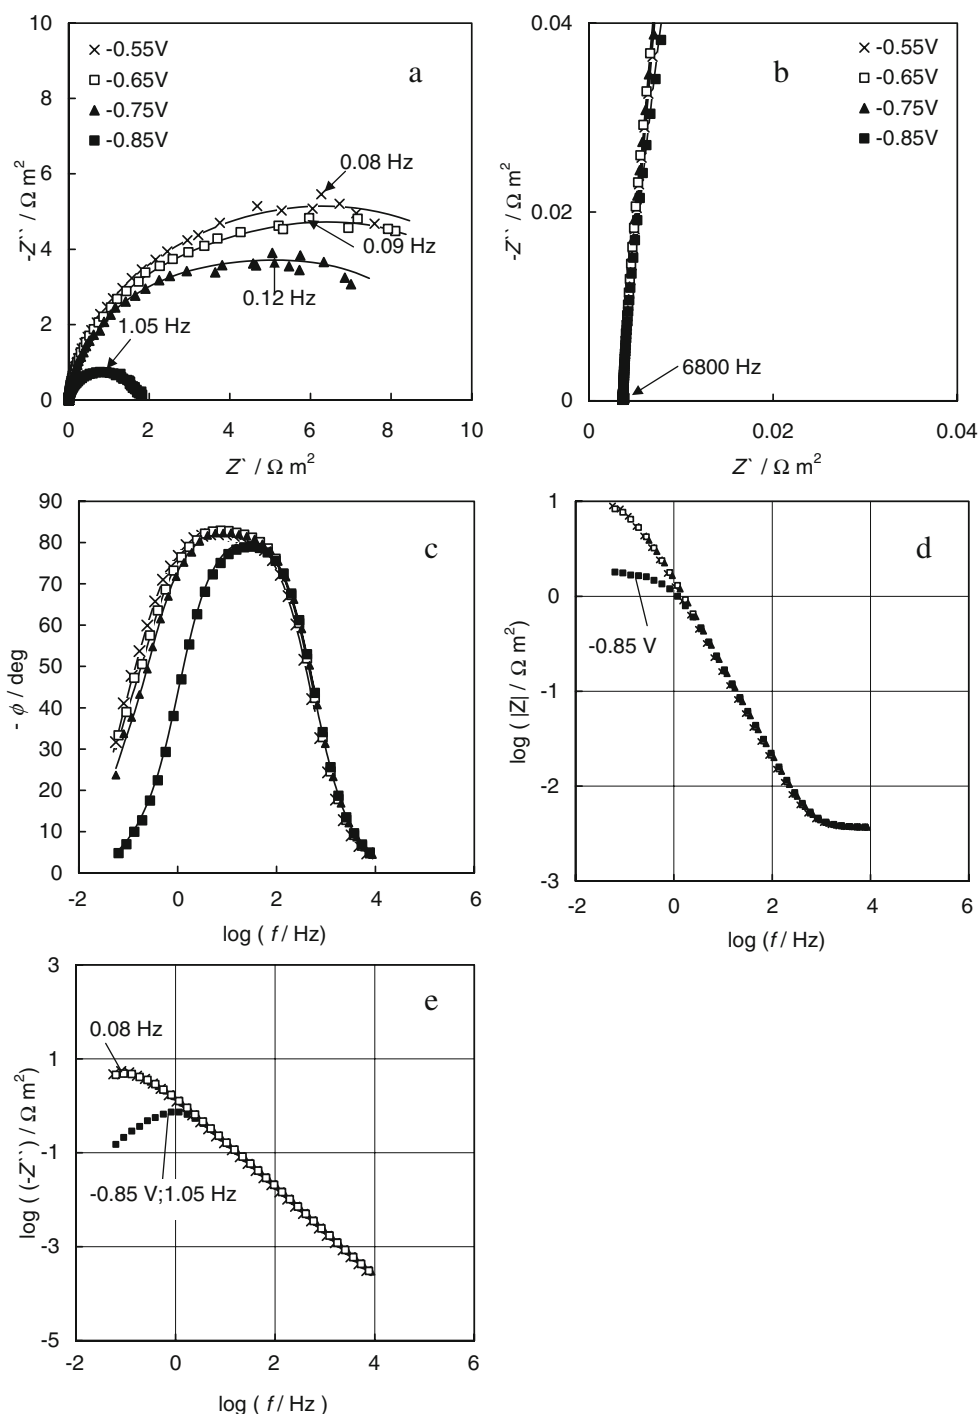 a
× -0.55V
□ -0.65V
▲ -0.75V
■ -0.85V
10
8
6
4
2
0
-Z`` / Ω m²
0.08 Hz
0.09 Hz
0.12 Hz
1.05 Hz
0 2 4 6 8 10
Z` / Ω m²
b
× -0.55V
□ -0.65V
▲ -0.75V
■ -0.85V
0.04
0.02
0
-Z`` / Ω m²
6800 Hz
0 0.02 0.04
Z` / Ω m²
c
90
80
70
60
50
40
30
20
10
0
- ϕ / deg
-2 0 2 4 6
log ( f / Hz)
d
1
0
-1
-2
-3
log ( |Z| / Ω m²)
-0.85 V
-2 0 2 4 6
log (f / Hz)
e
3
1
-1
-3
-5
log ( (-Z`` ) / Ω m²)
0.08 Hz
-0.85 V;1.05 Hz
-2 0 2 4 6
log ( f / Hz )